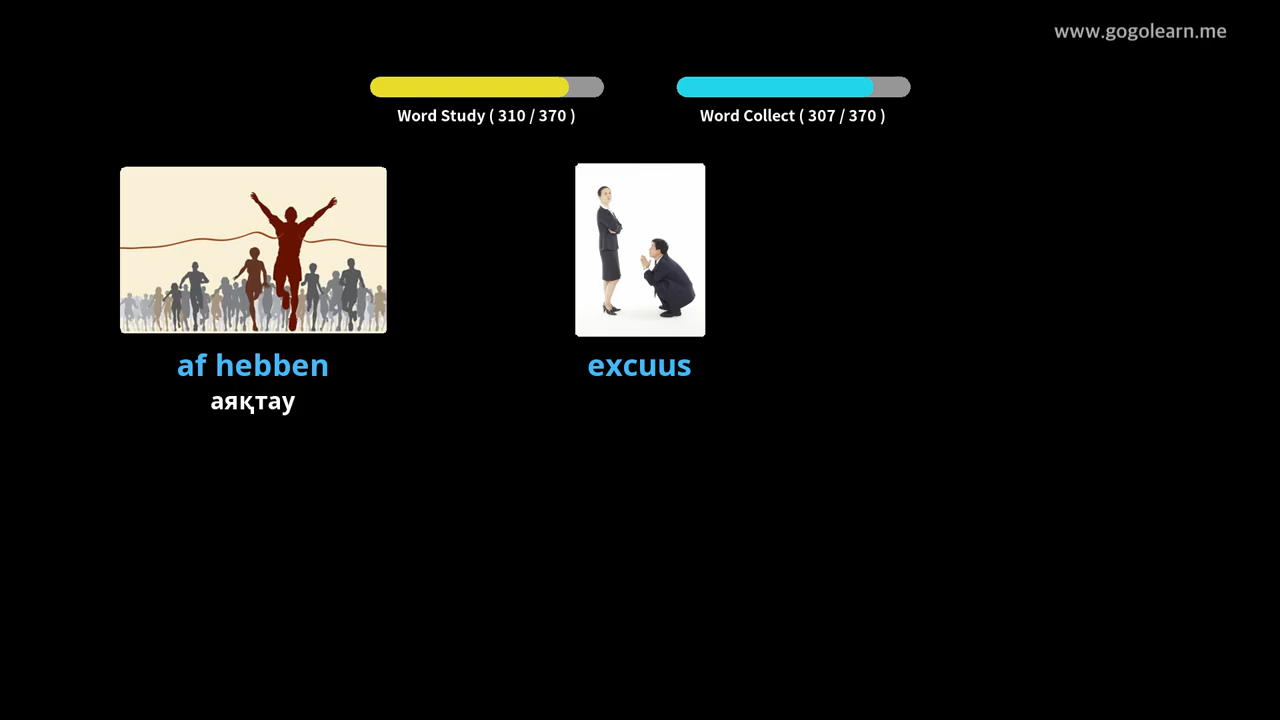 www.gogolearn.me
Word Study ( 310 / 370 )
Word Collect ( 307 / 370 )
af hebben
аяқтау
excuus